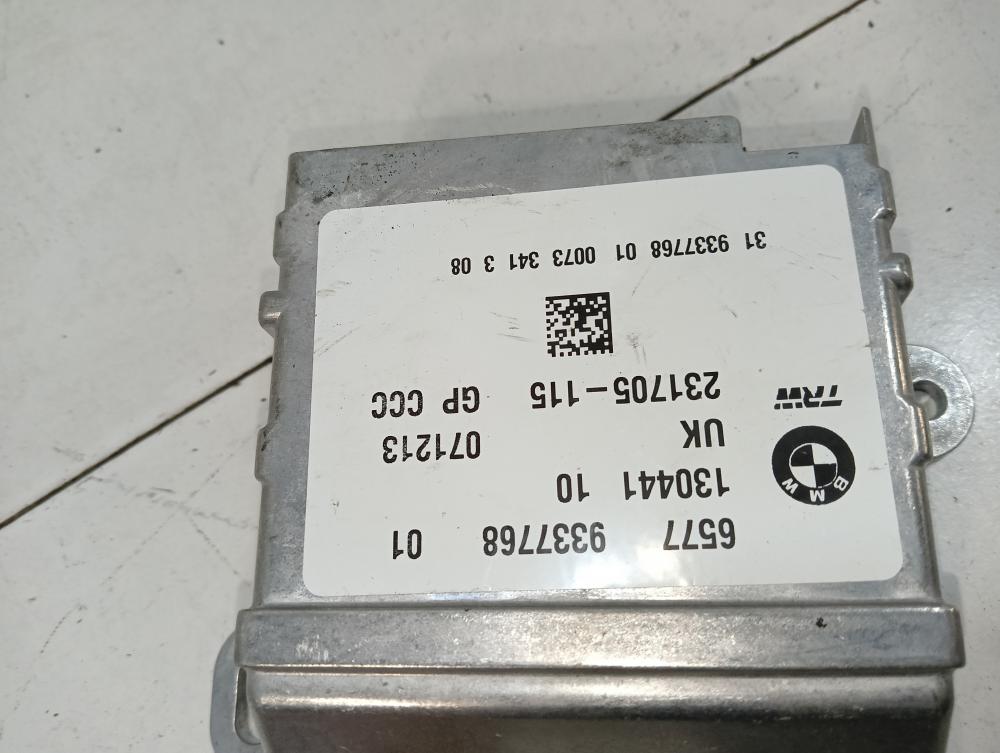 6577 9337768 01
130441 10
UK 071213
231705-115 GP CCC
BMW
TRW
31 9337768 01 0073 341 3 08